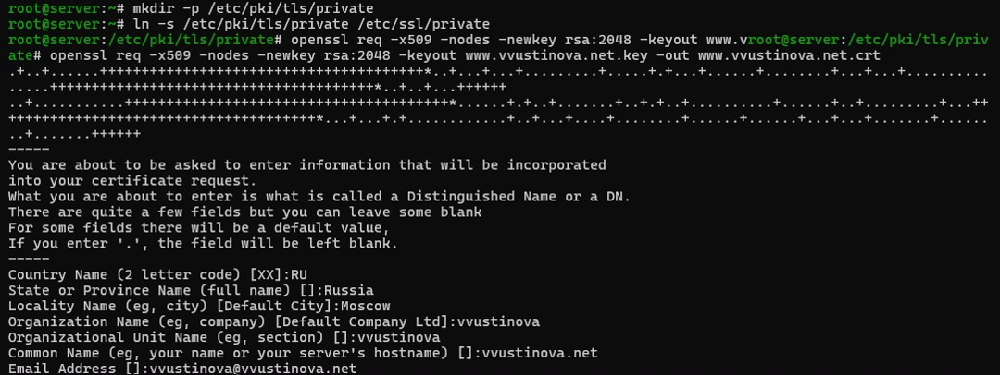 root@server:~# mkdir -p /etc/pki/tls/private
root@server:~# ln -s /etc/pki/tls/private /etc/ssl/private
root@server:/etc/pki/tls/private# openssl req -x509 -nodes -newkey rsa:2048 -keyout www.vroot@server:/etc/pki/tls/priv
ate# openssl req -x509 -nodes -newkey rsa:2048 -keyout www.vvustinova.net.key -out www.vvustinova.net.crt
.+..+......+++++++++++++++++++++++++++++++++++++++++*..+...+...+.........+.....+.+...+......+........+...+...+..........
.....+++++++++++++++++++++++++++++++++++++++++*..+..+...++++++
..+...........+++++++++++++++++++++++++++++++++++++++++*......+.+..+.......+..+.+..+..........+......+..+.........+...++
+++++++++++++++++++++++++++++++++++++++*...+...+.+............+..+...+....+........+......+......+...+...+.......+......
..+.......++++++
-----
You are about to be asked to enter information that will be incorporated
into your certificate request.
What you are about to enter is what is called a Distinguished Name or a DN.
There are quite a few fields but you can leave some blank
For some fields there will be a default value,
If you enter '.', the field will be left blank.
-----
Country Name (2 letter code) [XX]:RU
State or Province Name (full name) []:Russia
Locality Name (eg, city) [Default City]:Moscow
Organization Name (eg, company) [Default Company Ltd]:vvustinova
Organizational Unit Name (eg, section) []:vvustinova
Common Name (eg, your name or your server's hostname) []:vvustinova.net
Email Address []:vvustinova@vvustinova.net